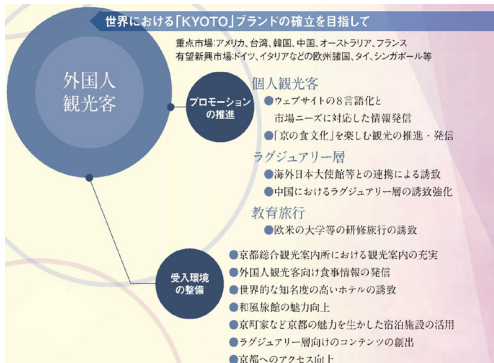 世界における「KYOTO」ブランドの確立を目指して
重点市場:アメリカ、台湾、韓国、中国、オーストラリア、フランス
有望新興市場:ドイツ、イタリアなどの欧州諸国、タイ、シンガポール等
外国人
観光客
プロモーション
の推進
個人観光客
●ウェブサイトの8言語化と
市場ニーズに対応した情報発信
●「京の食文化」を楽しむ観光の推進・発信
ラグジュアリー層
●海外日本大使館等との連携による誘致
●中国におけるラグジュアリー層の誘致強化
教育旅行
●欧米の大学等の研修旅行の誘致
受入環境
の整備
●京都総合観光案内所における観光案内の充実
●外国人観光客向け食事情報の発信
●世界的な知名度の高いホテルの誘致
●和風旅館の魅力向上
●京町家など京都の魅力を生かした宿泊施設の活用
●ラグジュアリー層向けのコンテンツの創出
●京都へのアクセス向上